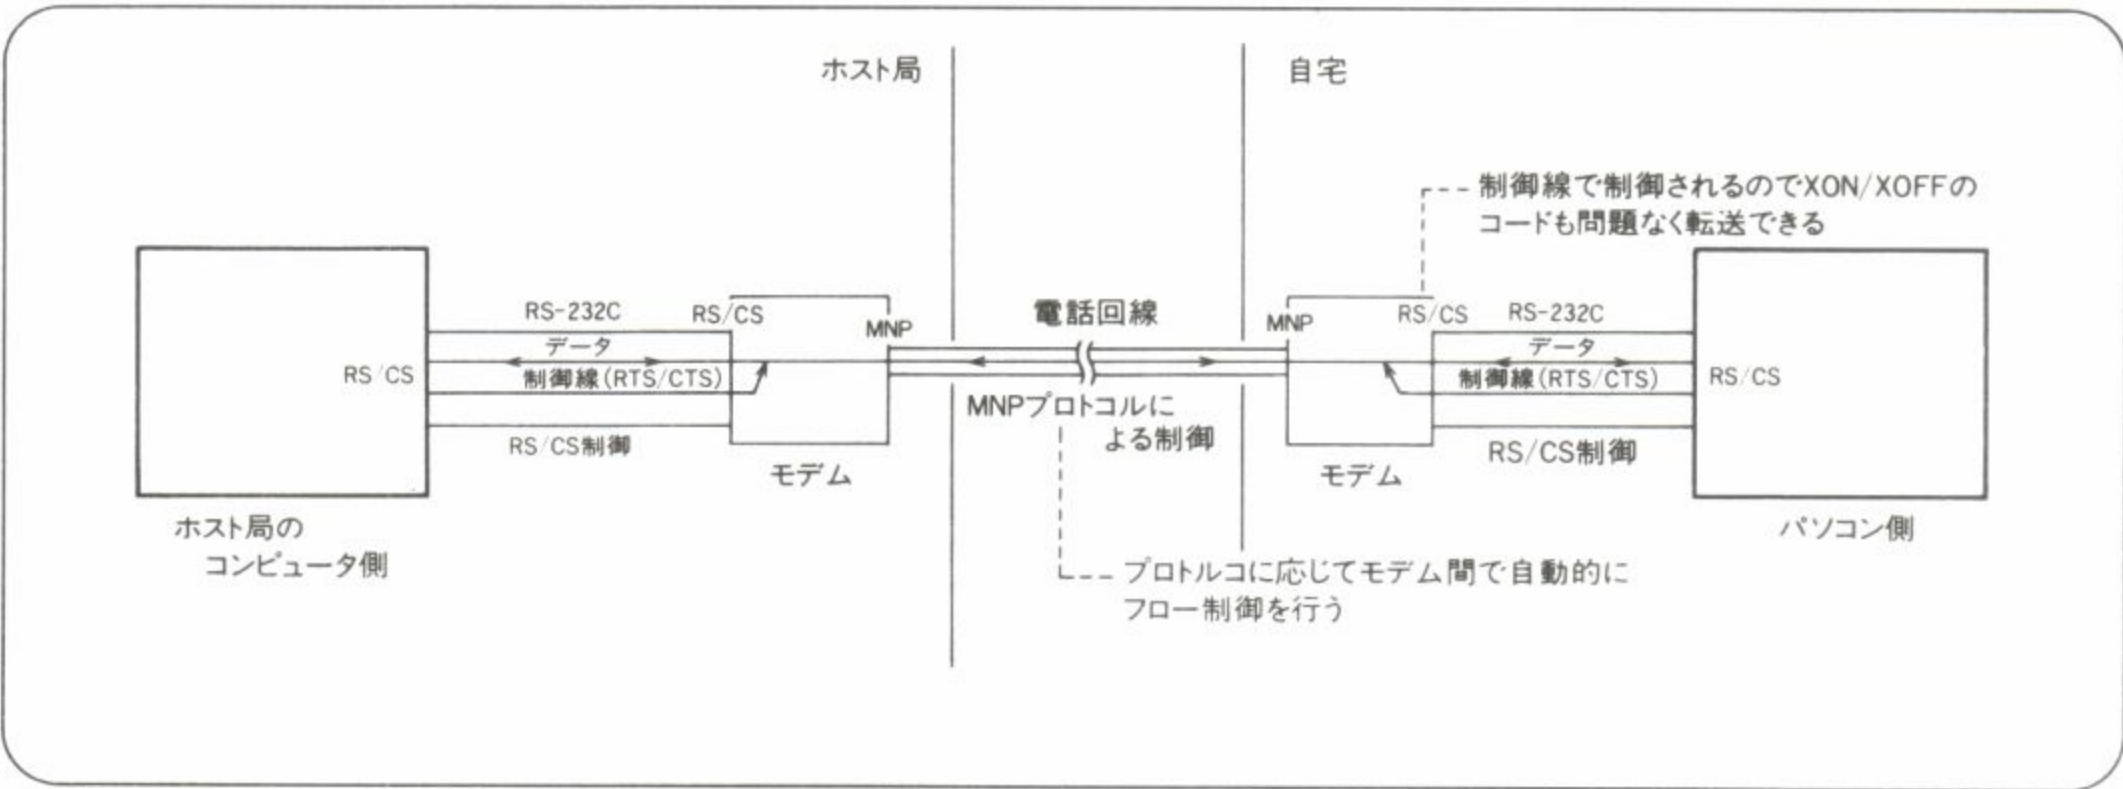 ホスト局
自宅
制御線で制御されるのでXON/XOFFの
コードも問題なく転送できる
RS-232C
RS/CS
MNP
電話回線
MNP
RS/CS
RS-232C
データ
データ
RS/CS
制御線(RTS/CTS)
制御線(RTS/CTS)
RS/CS
MNPプロトコルに
よる制御
RS/CS制御
RS/CS制御
モデム
モデム
ホスト局の
コンピュータ側
パソコン側
プロトルコに応じてモデム間で自動的に
フロー制御を行う